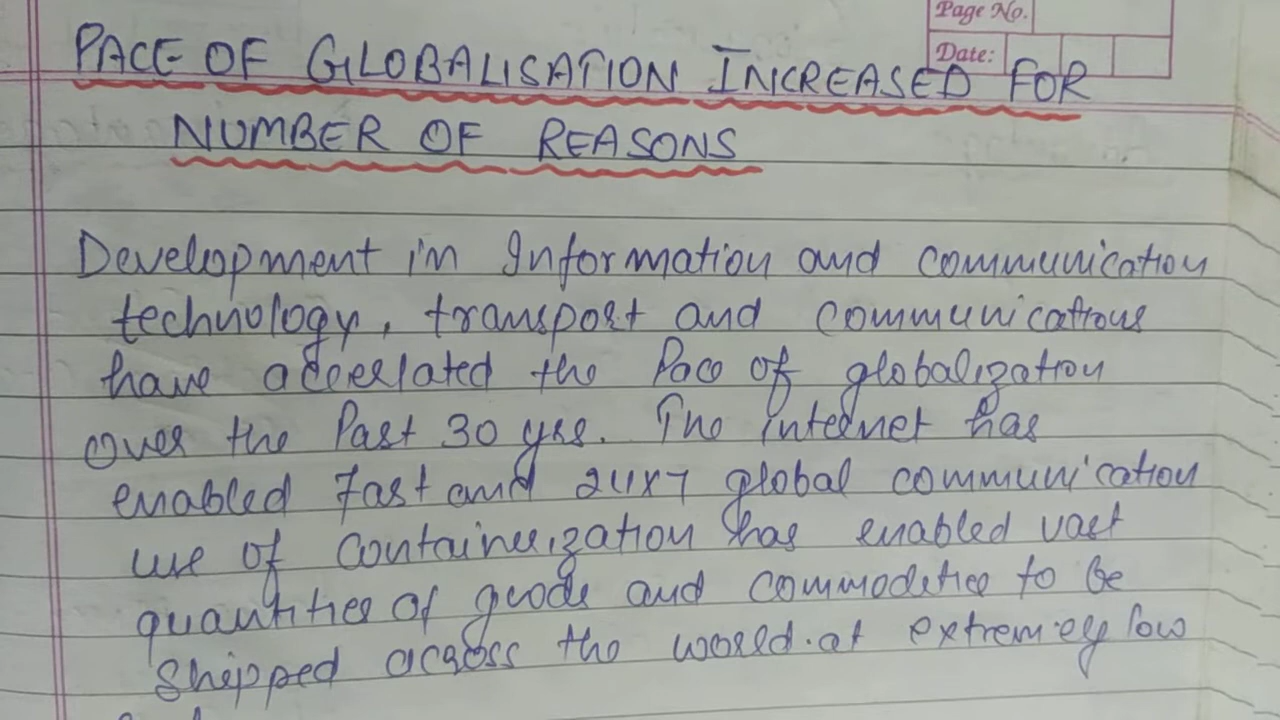 Page No.
Date:
PACE OF GLOBALISATION INCREASED FOR
NUMBER OF REASONS
Development in Information and communication
technology, transport and communications
have accelated the Pace of globalization
over the Past 30 yrs. The internet has
enabled Fast and 24x7 global communication
use of containerization has enabled vast
quantities of goods and commodities to be
Shipped across the world.at extremely low